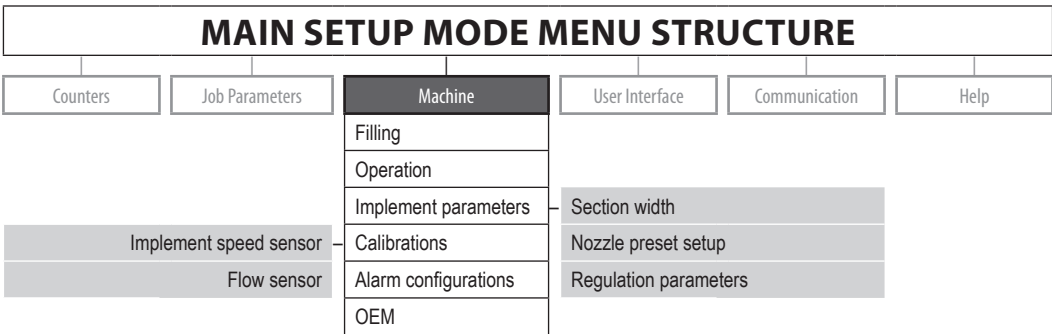 MAIN SETUP MODE MENU STRUCTURE
Counters
Job Parameters
Machine
User Interface
Communication
Help
Filling
Operation
Implement parameters
Section width
Implement speed sensor
Calibrations
Nozzle preset setup
Flow sensor
Alarm configurations
Regulation parameters
OEM